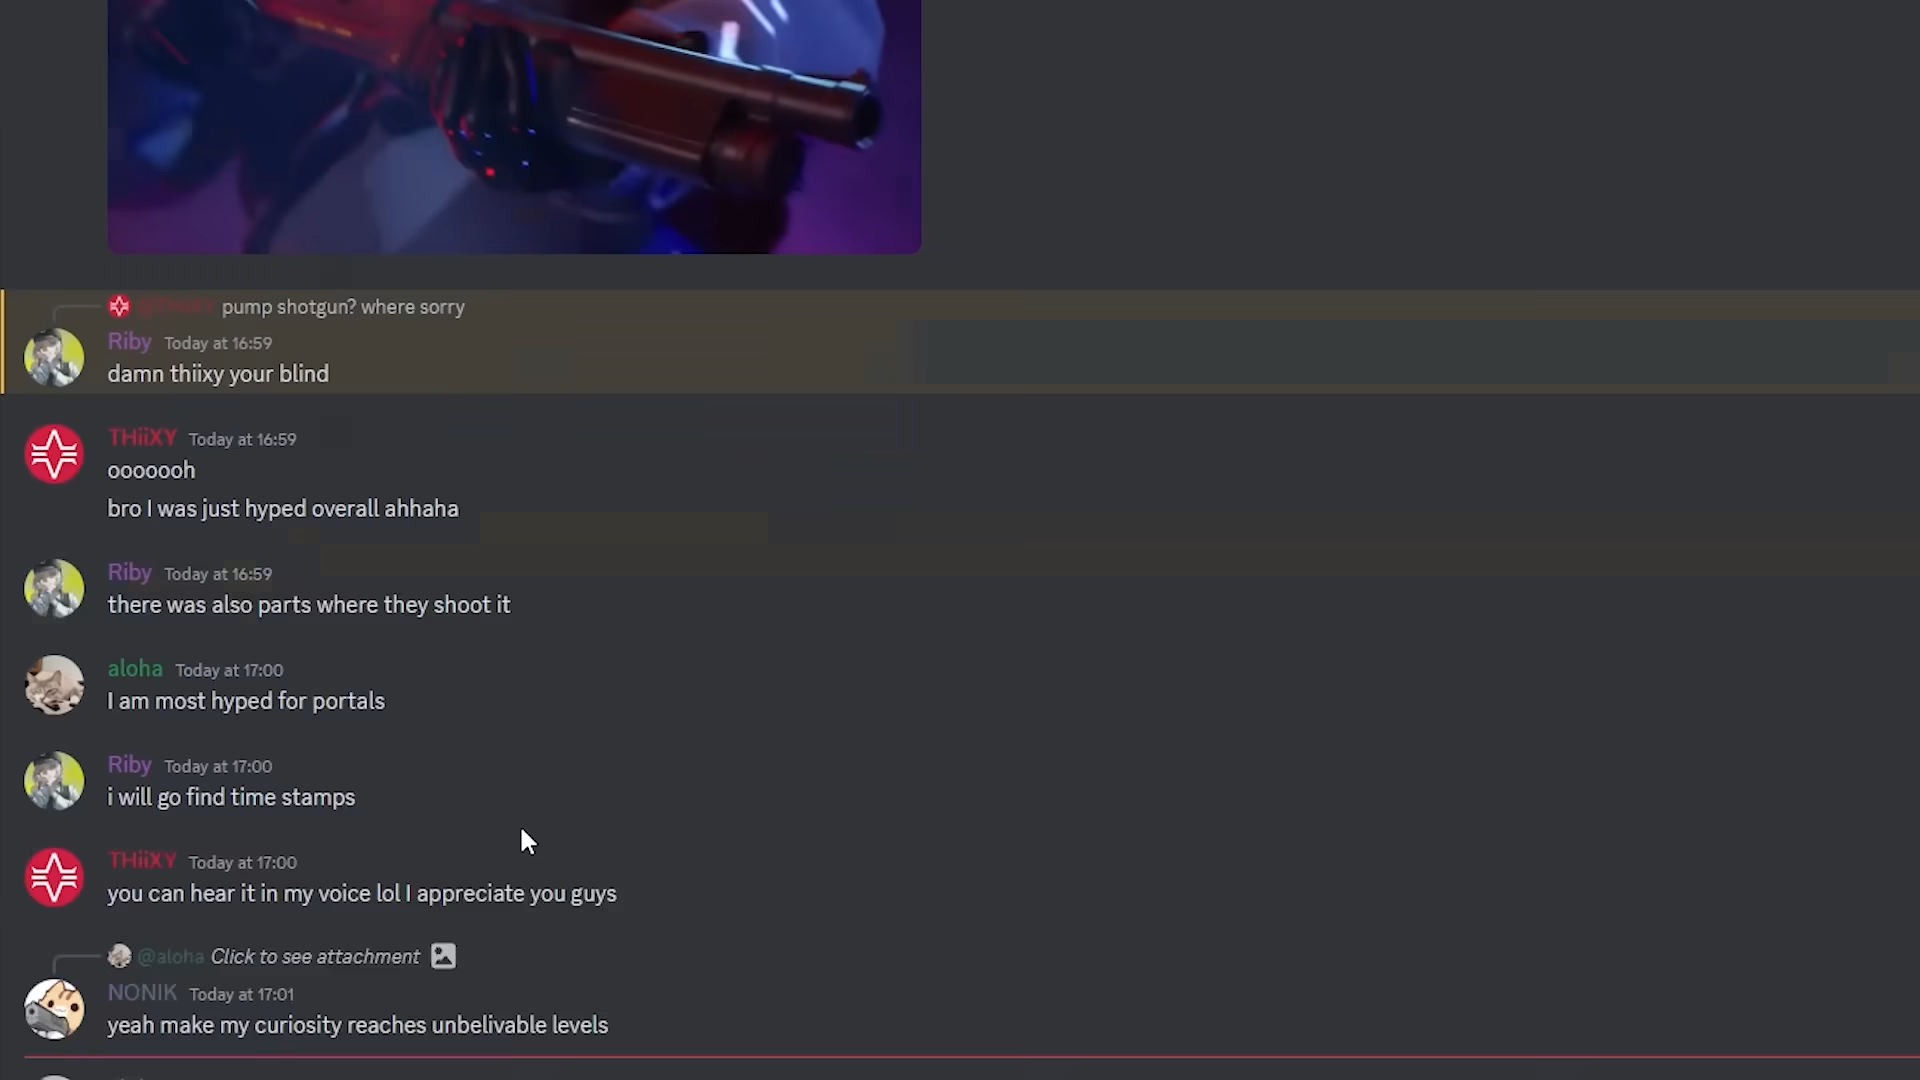 pump shotgun? where sorry
Riby Today at 16:59
damn thiixy your blind
THiiXY Today at 16:59
ooooooh
bro I was just hyped overall ahhaha
Riby Today at 16:59
there was also parts where they shoot it
aloha Today at 17:00
I am most hyped for portals
Riby Today at 17:00
i will go find time stamps
THiiXY Today at 17:00
you can hear it in my voice lol I appreciate you guys
@aloha Click to see attachment
NONIK Today at 17:01
yeah make my curiosity reaches unbelivable levels